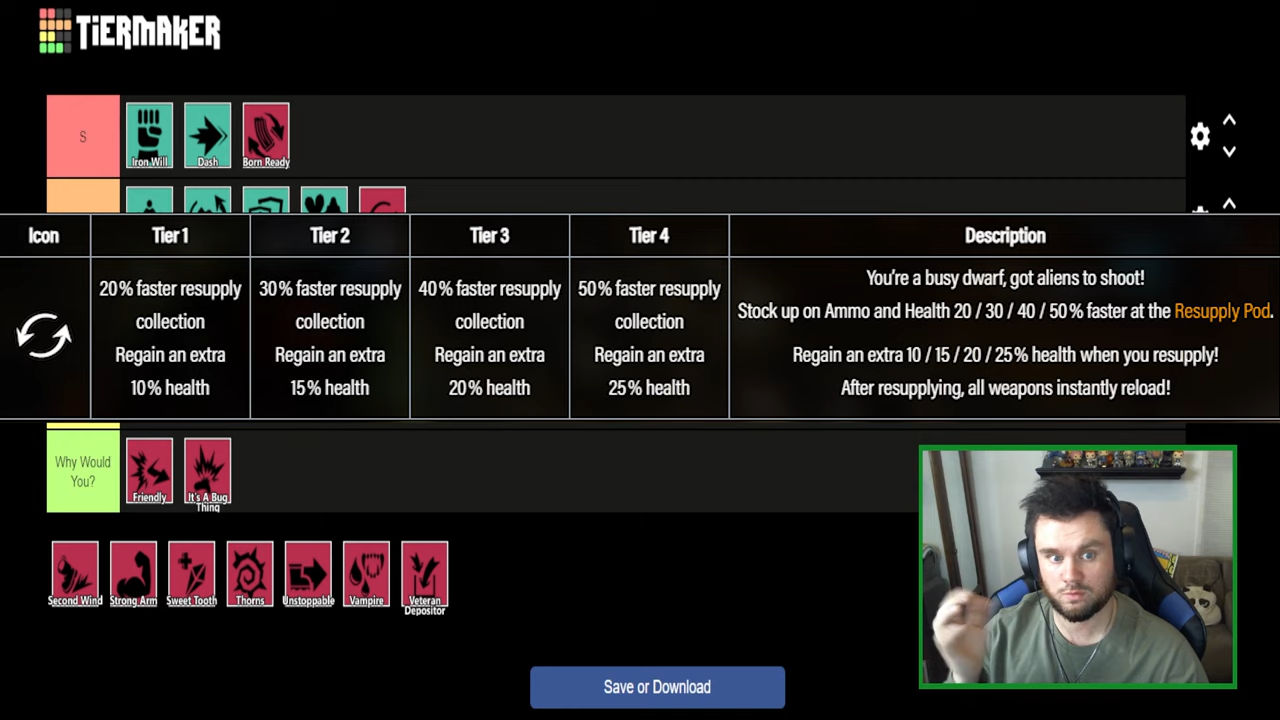 TiERMAKER
S
Iron Will
Dash
Born Ready
Icon
Tier 1
Tier 2
Tier 3
Tier 4
Description
20% faster resupply
collection
Regain an extra
10% health
30% faster resupply
collection
Regain an extra
15% health
40% faster resupply
collection
Regain an extra
20% health
50% faster resupply
collection
Regain an extra
25% health
You're a busy dwarf, got aliens to shoot!
Stock up on Ammo and Health 20 / 30 / 40 / 50% faster at the Resupply Pod.
Regain an extra 10 / 15 / 20 / 25% health when you resupply!
After resupplying, all weapons instantly reload!
Why Would
You?
Friendly
It's A Bug
Thing
Second Wind
Strong Arm
Sweet Tooth
Thorns
Unstoppable
Vampire
Veteran
Depositor
Save or Download